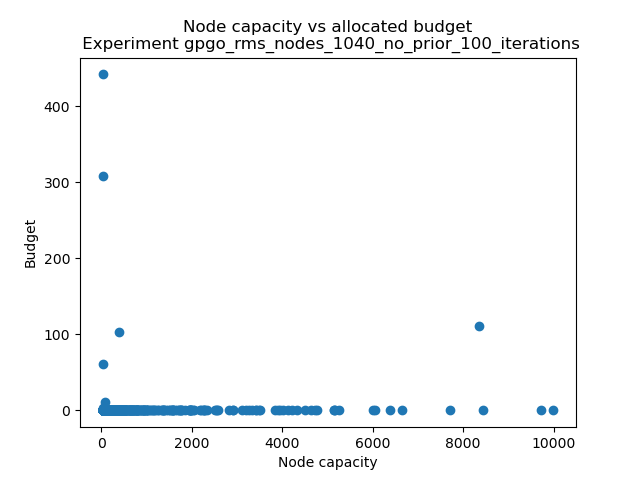 Node capacity vs allocated budget
Experiment gpgo_rms_nodes_1040_no_prior_100_iterations
400
300
200
100
0
Budget
0 2000 4000 6000 8000 10000
Node capacity